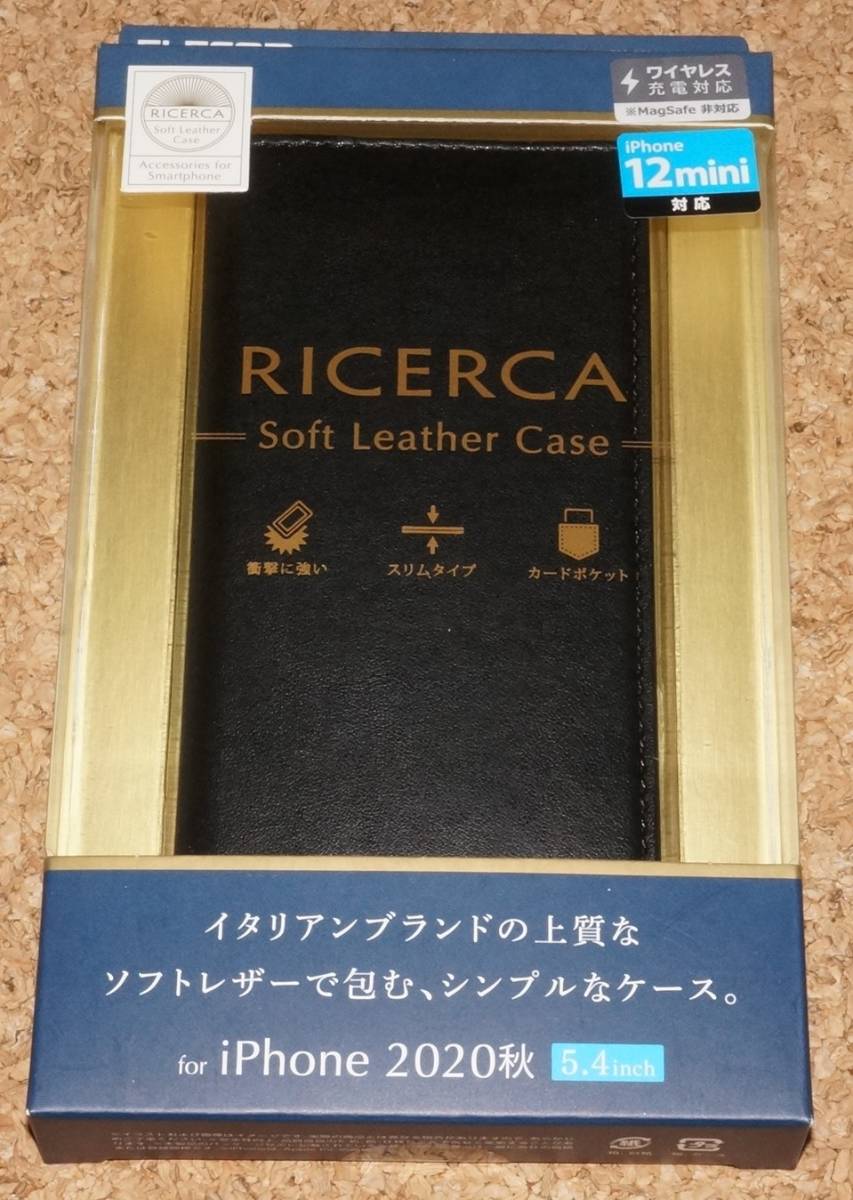 ELECOM
RICERCA
Soft Leather
Case
Accessories for
Smartphone
ワイヤレス
充電対応
※MagSafe 非対応
iPhone
12mini
対応
RICERCA
Soft Leather Case
衝撃に強い
スリムタイプ
カードポケット
イタリアンブランドの上質な
ソフトレザーで包む、シンプルなケース。
for iPhone 2020秋 5.4inch